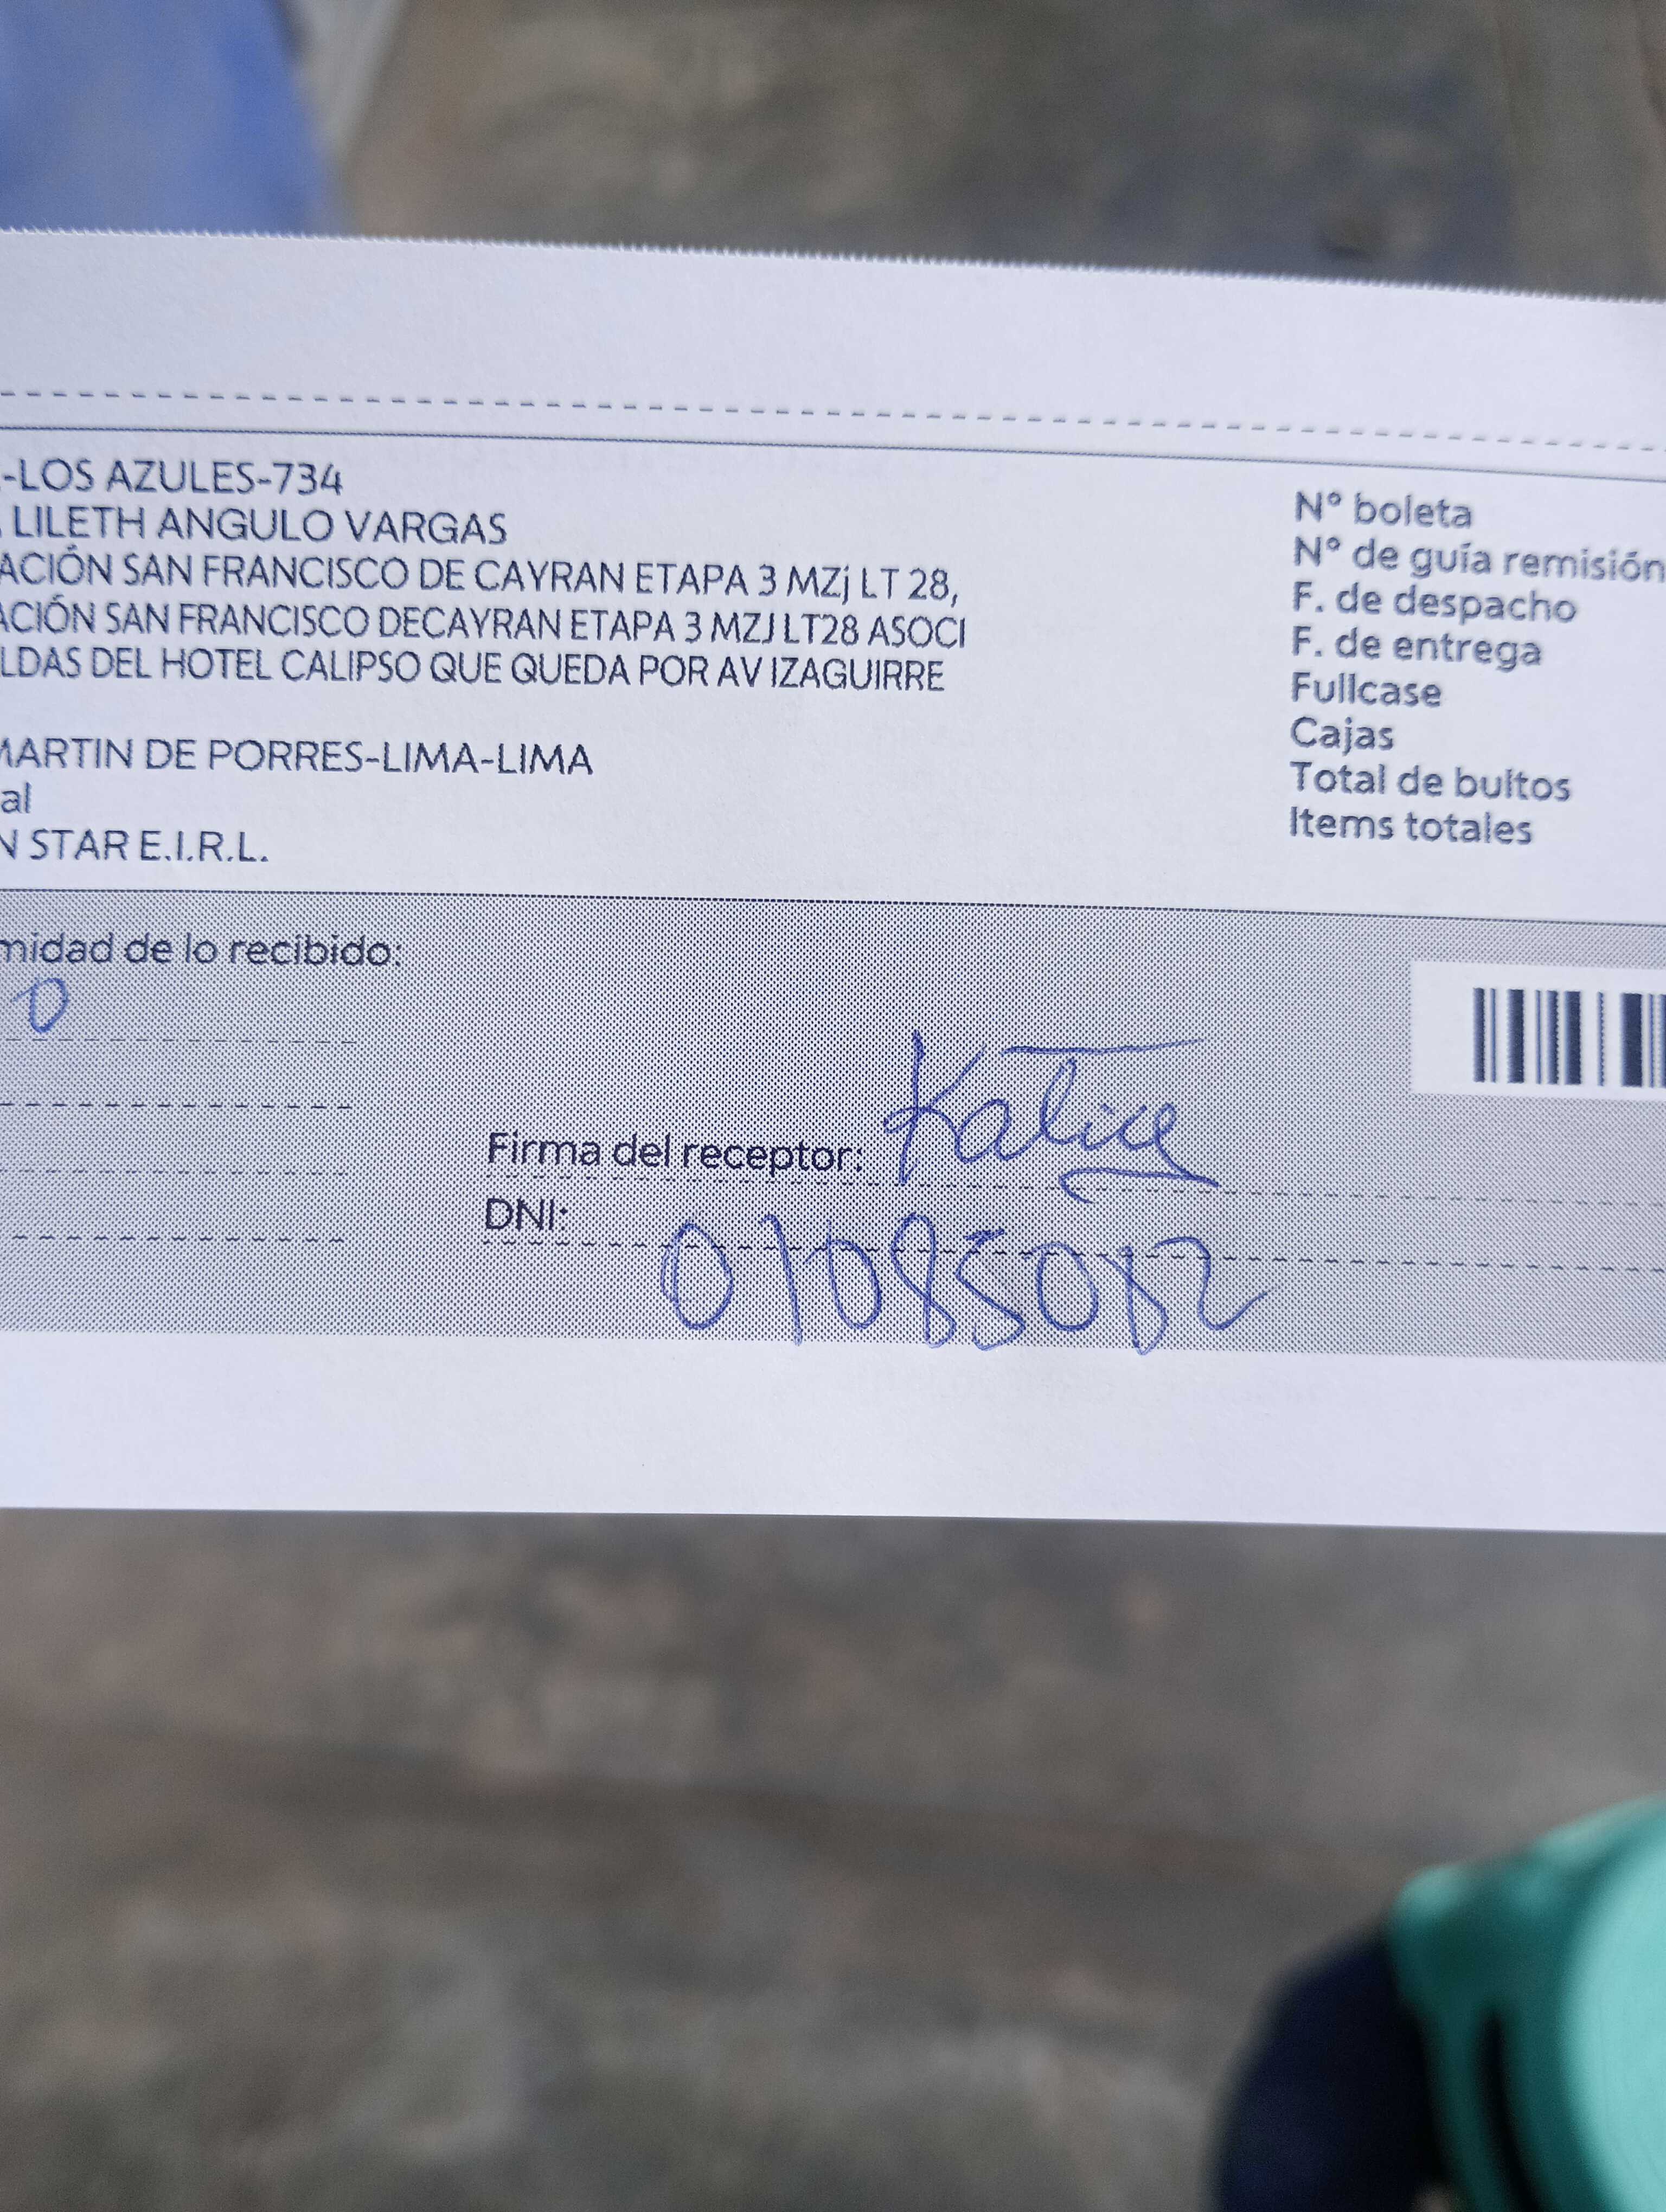 -LOS AZULES-734
LILETH ANGULO VARGAS
ACIÓN SAN FRANCISCO DE CAYRAN ETAPA 3 MZj LT 28,
ACIÓN SAN FRANCISCO DECAYRAN ETAPA 3 MZJ LT28 ASOCI
LDAS DEL HOTEL CALIPSO QUE QUEDA POR AV IZAGUIRRE
MARTIN DE PORRES-LIMA-LIMA
al
N STAR E.I.R.L.
N° boleta
N° de guía remisión
F. de despacho
F. de entrega
Fullcase
Cajas
Total de bultos
Items totales
midad de lo recibido:
0
Firma del receptor:
DNI: 01085082